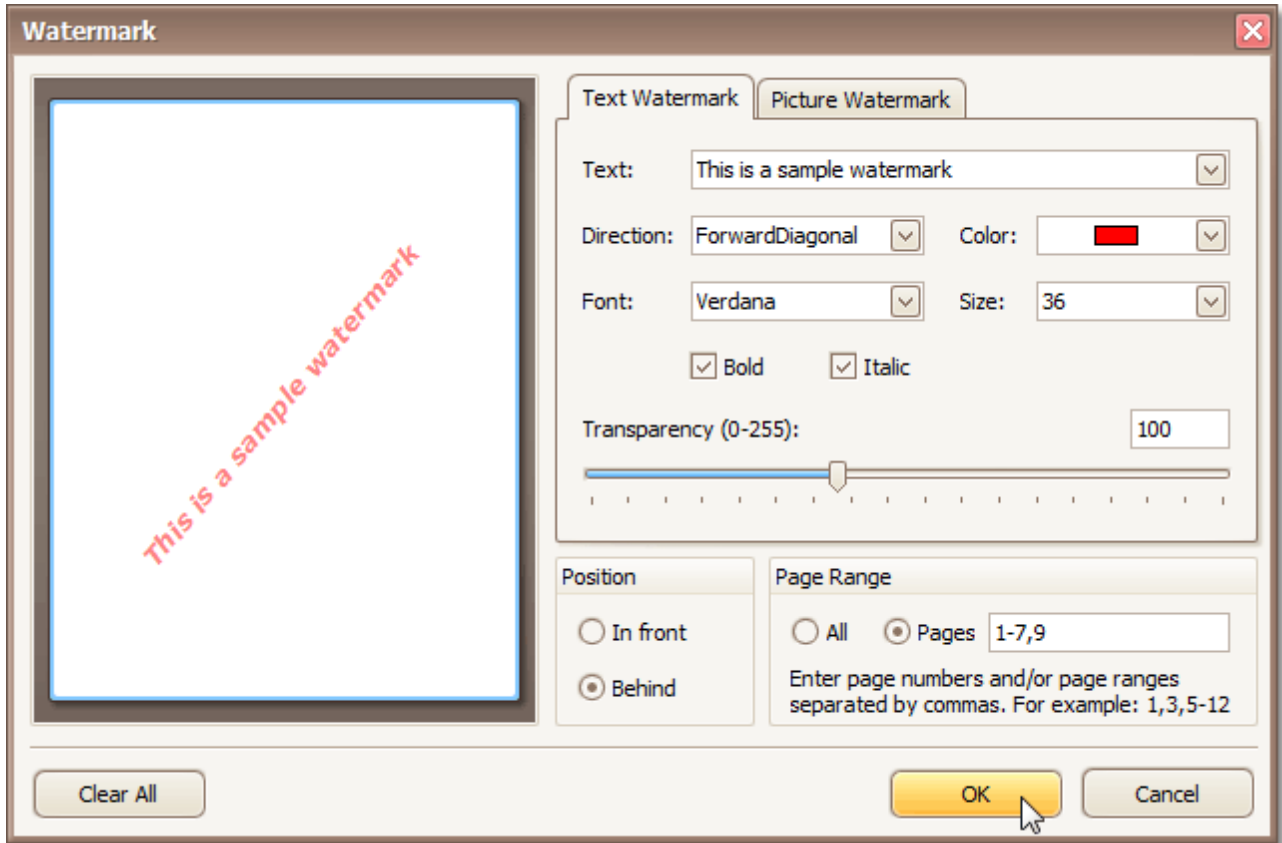 Watermark
This is a sample watermark
Text Watermark
Picture Watermark
Text: This is a sample watermark
Direction: ForwardDiagonal Color:
Font: Verdana Size: 36
Bold Italic
Transparency (0-255): 100
Position
In front
Behind
Page Range
All Pages 1-7,9
Enter page numbers and/or page ranges
separated by commas. For example: 1,3,5-12
Clear All OK Cancel